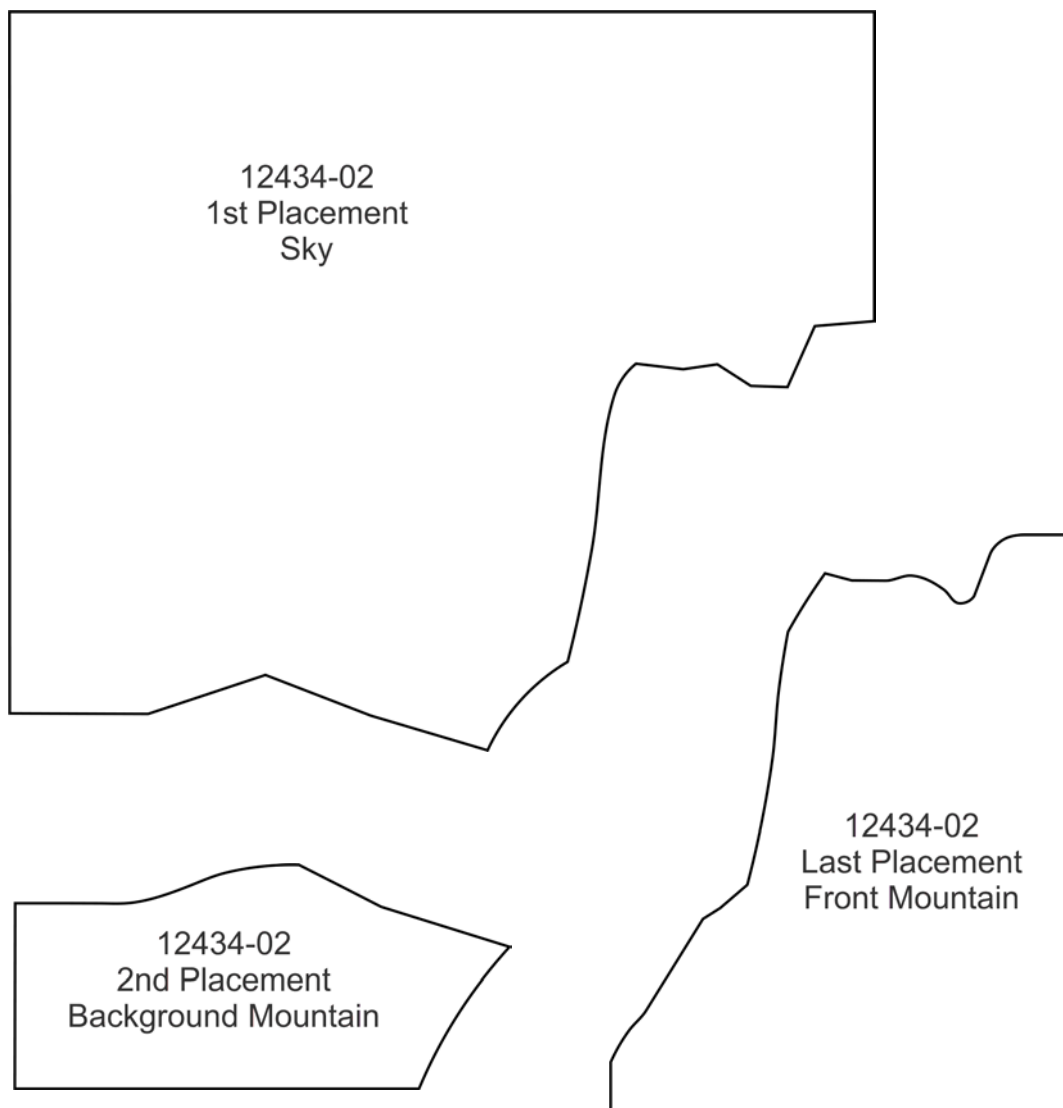 12434-02
1st Placement
Sky
12434-02
Last Placement
Front Mountain
12434-02
2nd Placement
Background Mountain